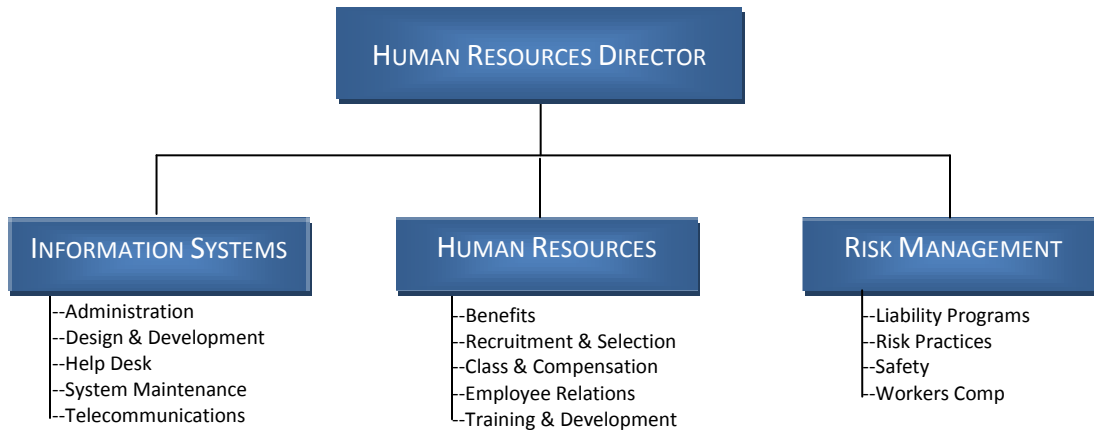 HUMAN RESOURCES DIRECTOR
INFORMATION SYSTEMS
--Administration
--Design & Development
--Help Desk
--System Maintenance
--Telecommunications
HUMAN RESOURCES
--Benefits
--Recruitment & Selection
--Class & Compensation
--Employee Relations
--Training & Development
RISK MANAGEMENT
--Liability Programs
--Risk Practices
--Safety
--Workers Comp